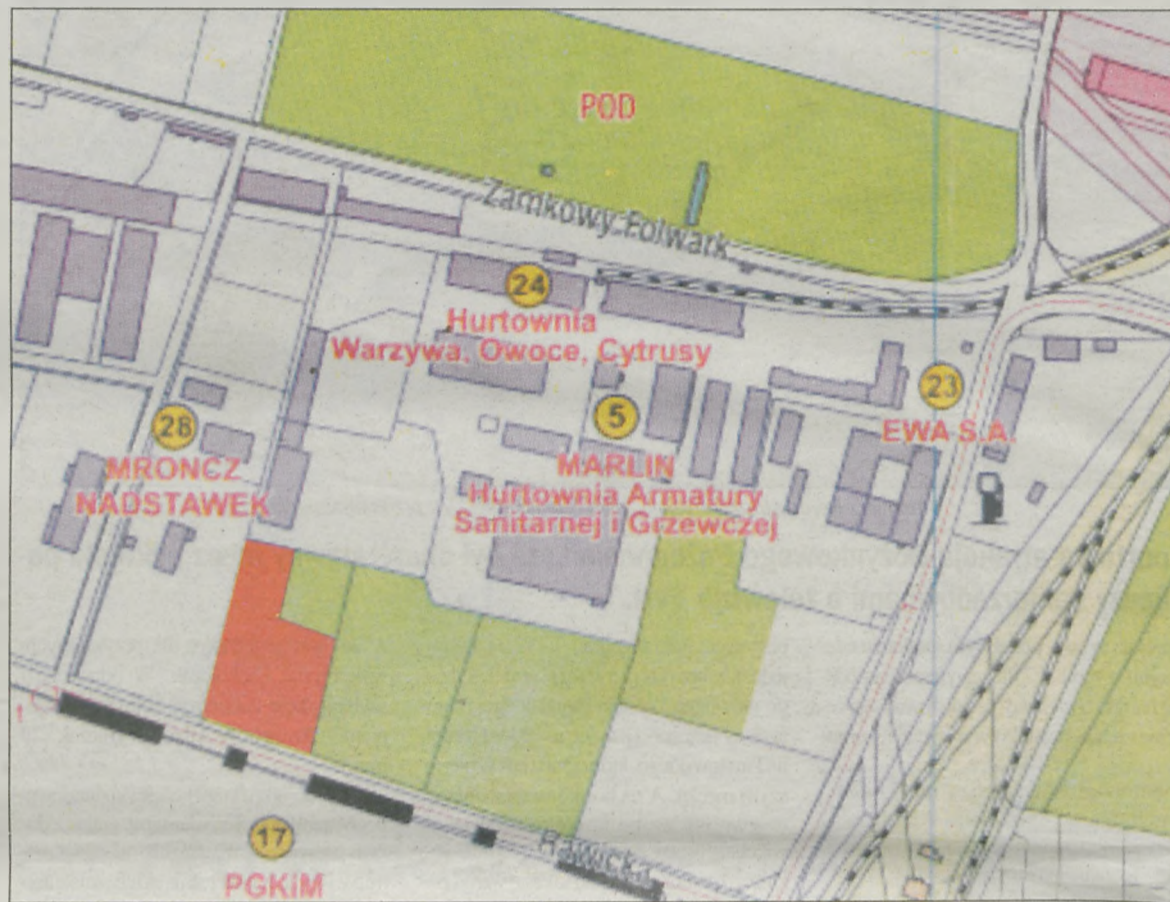 POD
Zamkowy Folwark
24
Hurtownia
Warzywa, Owoce, Cytrusy
23
EWA S.A.
5
MARLIN
Hurtownia Armatury
Sanitarnej i Grzewczej
28
MRONCZ
NADSTAWEK
17
PGKiM
Rawicka